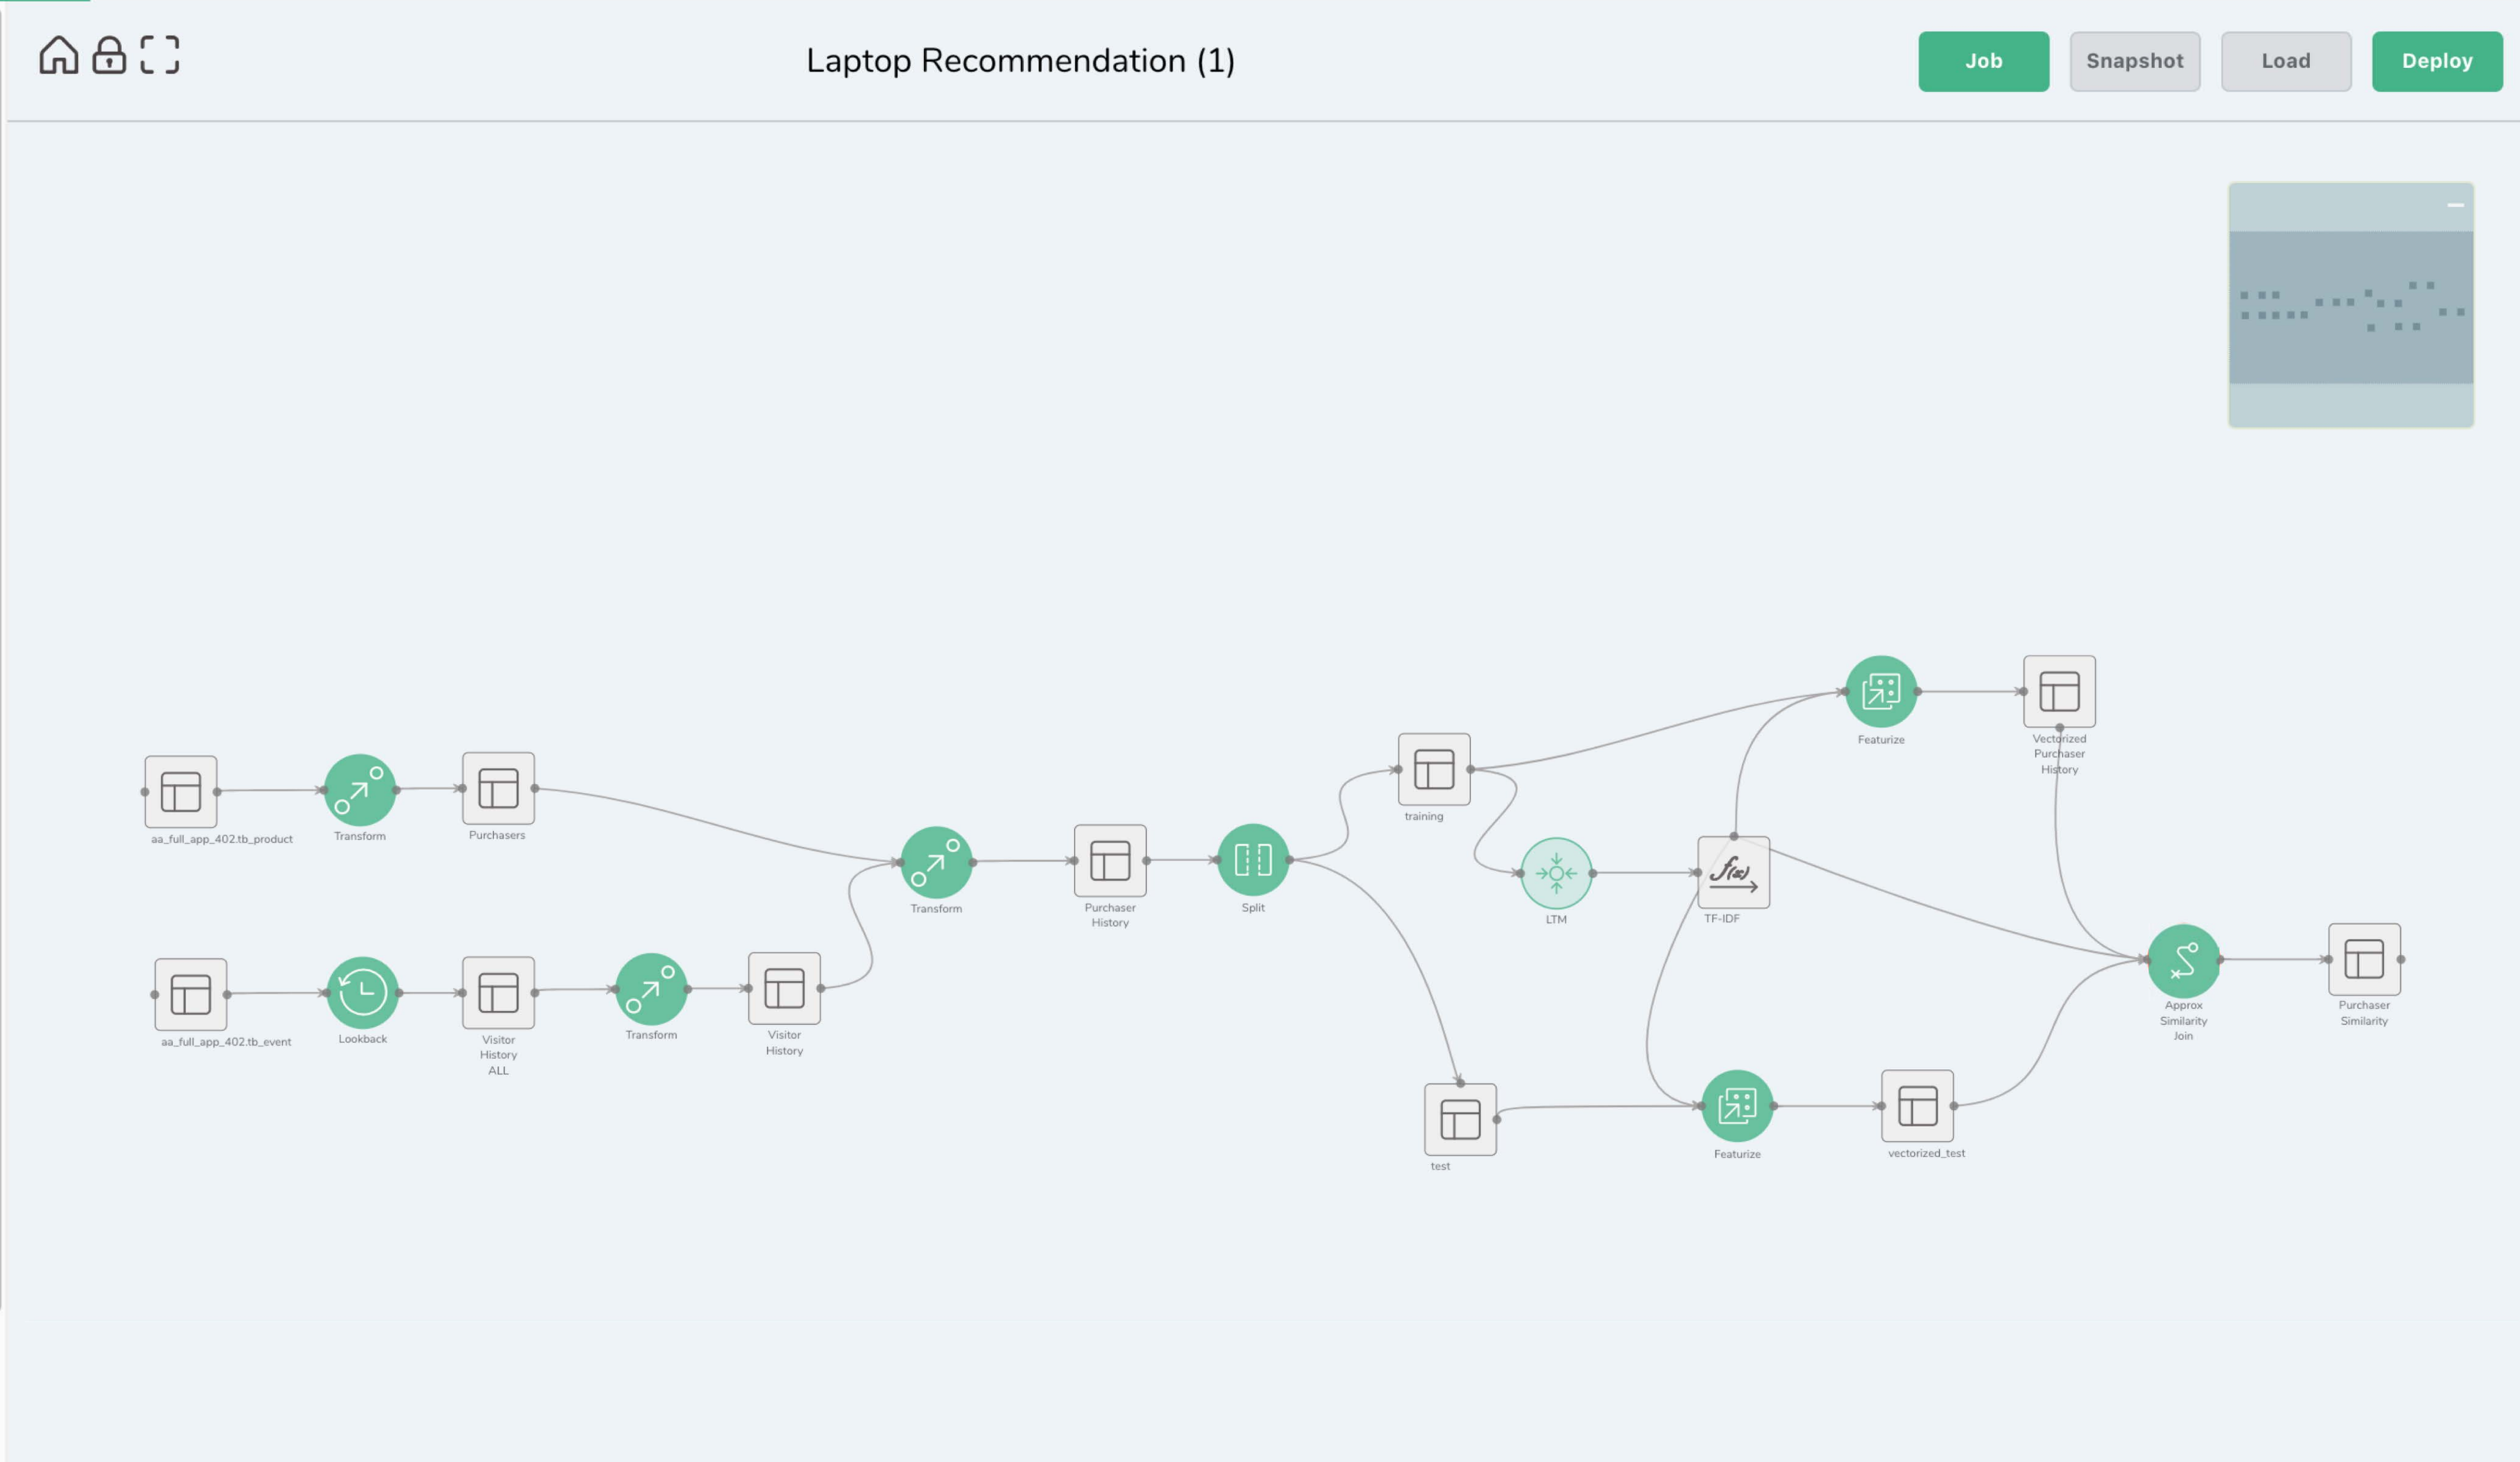 Laptop Recommendation (1)
Job
Snapshot
Load
Deploy
aa_full_app_402.tb_product
Transform
Purchasers
aa_full_app_402.tb_event
Lookback
Visitor
History
ALL
Transform
Visitor
History
Transform
Purchaser
History
Split
training
LTM
f(x)
TF-IDF
Featurize
Vectorized
Purchaser
History
test
Featurize
vectorized_test
Approx
Similarity
Join
Purchaser
Similarity